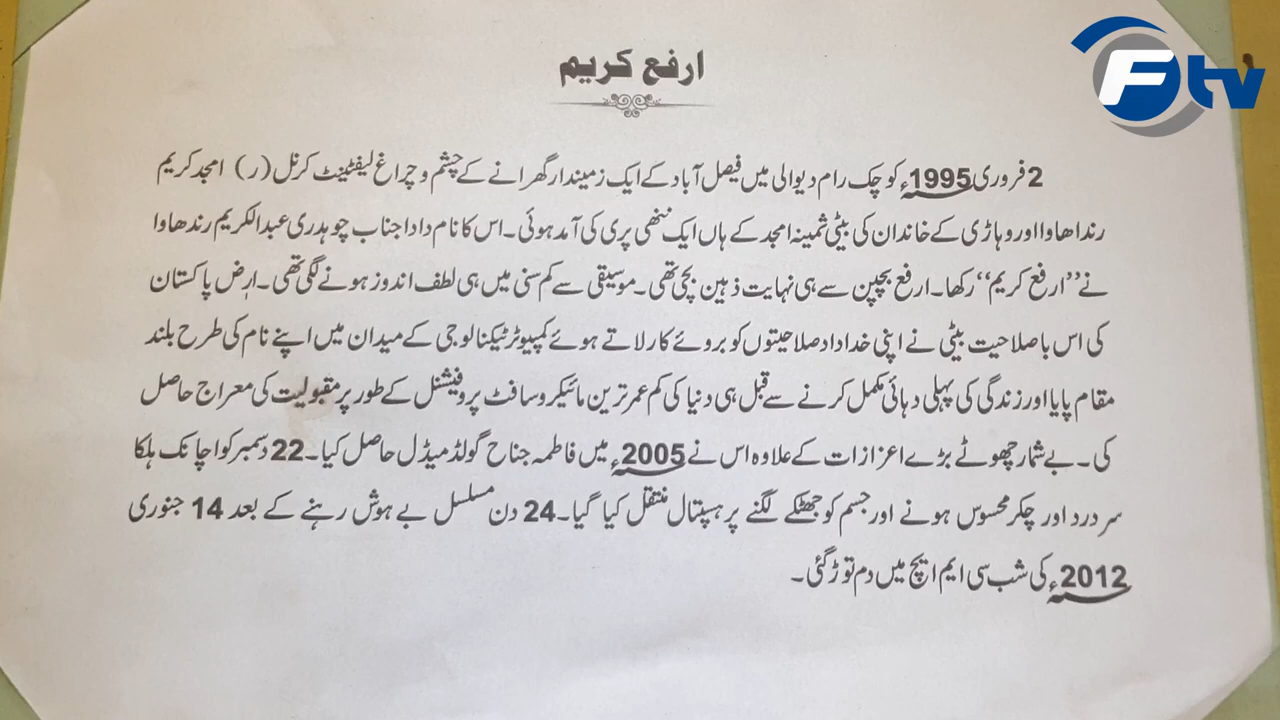 Ftv
ارفع کریم
2 فروری 1995ء کو چک رام دیوالی میں فیصل آباد کے ایک زمیندار گھرانے کے چشم و چراغ لیفٹیننٹ کرنل (ر) امجد کریم
رنداھاوا اور وہاڑی کے خاندان کی بیٹی ثمینہ امجد کے ہاں ایک ننھی پری کی آمد ہوئی۔ اس کا نام دادا جناب چوہدری عبدالکریم رندھاوا
نے ”ارفع کریم“ رکھا۔ ارفع بچپن سے ہی نہایت ذہین بچی تھی۔ موسیقی سے کم سنی میں ہی لطف اندوز ہونے لگی تھی۔ ارضِ پاکستان
کی اس باصلاحیت بیٹی نے اپنی خداداد صلاحیتوں کو بروئے کار لاتے ہوئے کمپیوٹر ٹیکنالوجی کے میدان میں اپنے نام کی طرح بلند
مقام پایا اور زندگی کی پہلی دہائی مکمل کرنے سے قبل ہی دنیا کی کم عمر ترین مائیکروسافٹ پروفیشنل کے طور پر مقبولیت کی معراج حاصل
کی۔ بے شمار چھوٹے بڑے اعزازات کے علاوہ اس نے 2005ء میں فاطمہ جناح گولڈ میڈل حاصل کیا۔ 22 دسمبر کو اچانک ہلکا
سر درد اور چکر محسوس ہونے اور جسم کو جھٹکے لگنے پر ہسپتال منتقل کیا گیا۔ 24 دن مسلسل بے ہوش رہنے کے بعد 14 جنوری
2012ء کی شب سی ایم ایچ میں دم توڑ گئی۔